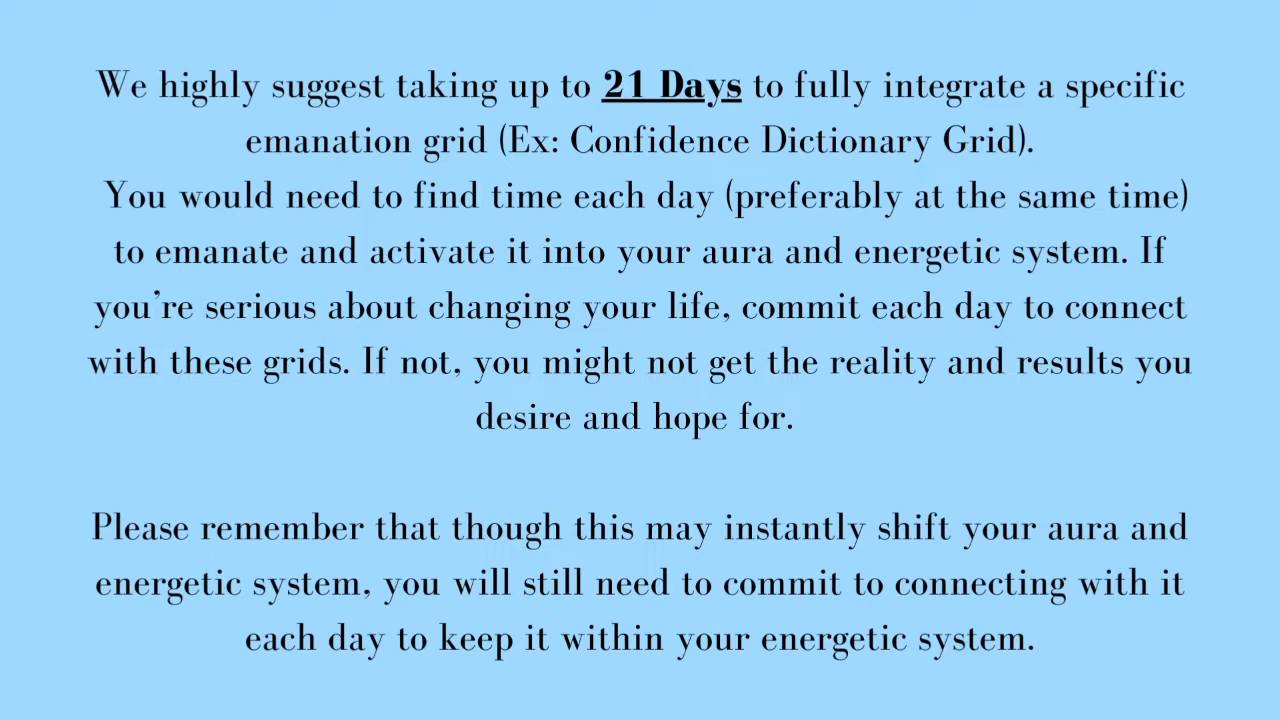 We highly suggest taking up to 21 Days to fully integrate a specific
emanation grid (Ex: Confidence Dictionary Grid).
You would need to find time each day (preferably at the same time)
to emanate and activate it into your aura and energetic system. If
you’re serious about changing your life, commit each day to connect
with these grids. If not, you might not get the reality and results you
desire and hope for.
Please remember that though this may instantly shift your aura and
energetic system, you will still need to commit to connecting with it
each day to keep it within your energetic system.